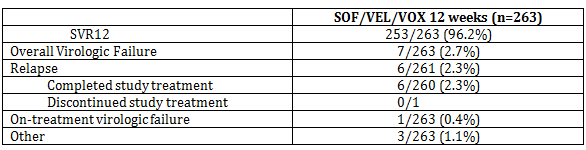 SOF/VEL/VOX 12 weeks (n=263)
SVR12 253/263 (96.2%)
Overall Virologic Failure 7/263 (2.7%)
Relapse 6/261 (2.3%)
Completed study treatment 6/260 (2.3%)
Discontinued study treatment 0/1
On-treatment virologic failure 1/263 (0.4%)
Other 3/263 (1.1%)